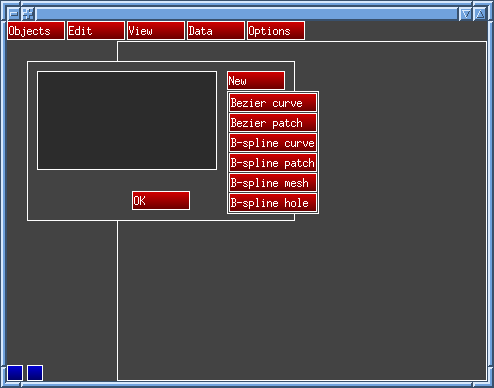 Objects Edit View Data Options
New
Bezier curve
Bezier patch
B-spline curve
B-spline patch
B-spline mesh
OK
B-spline hole